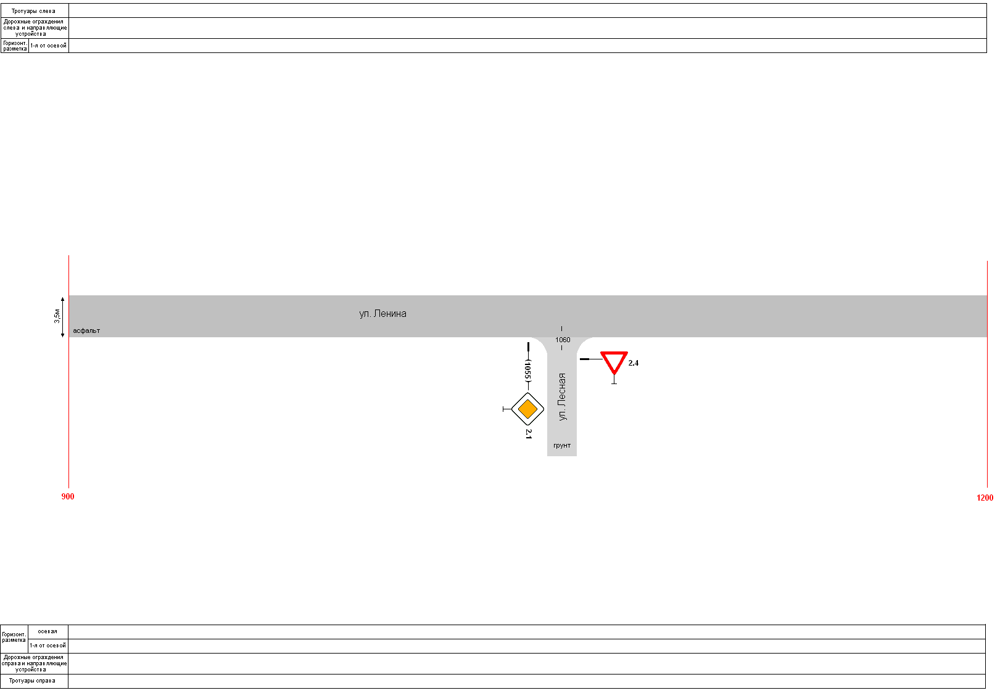 Тротуары слева
Дорожные ограждения
слева и направляющие
устройства
Горизонт.
разметка
1-я от осевой
3,5м
ул. Ленина
асфальт
1060
(1055)
2.4
ул. Лесная
2.1
грунт
900
1200
Горизонт.
разметка
осевая
1-я от осевой
Дорожные ограждения
справа и направляющие
устройства
Тротуары справа